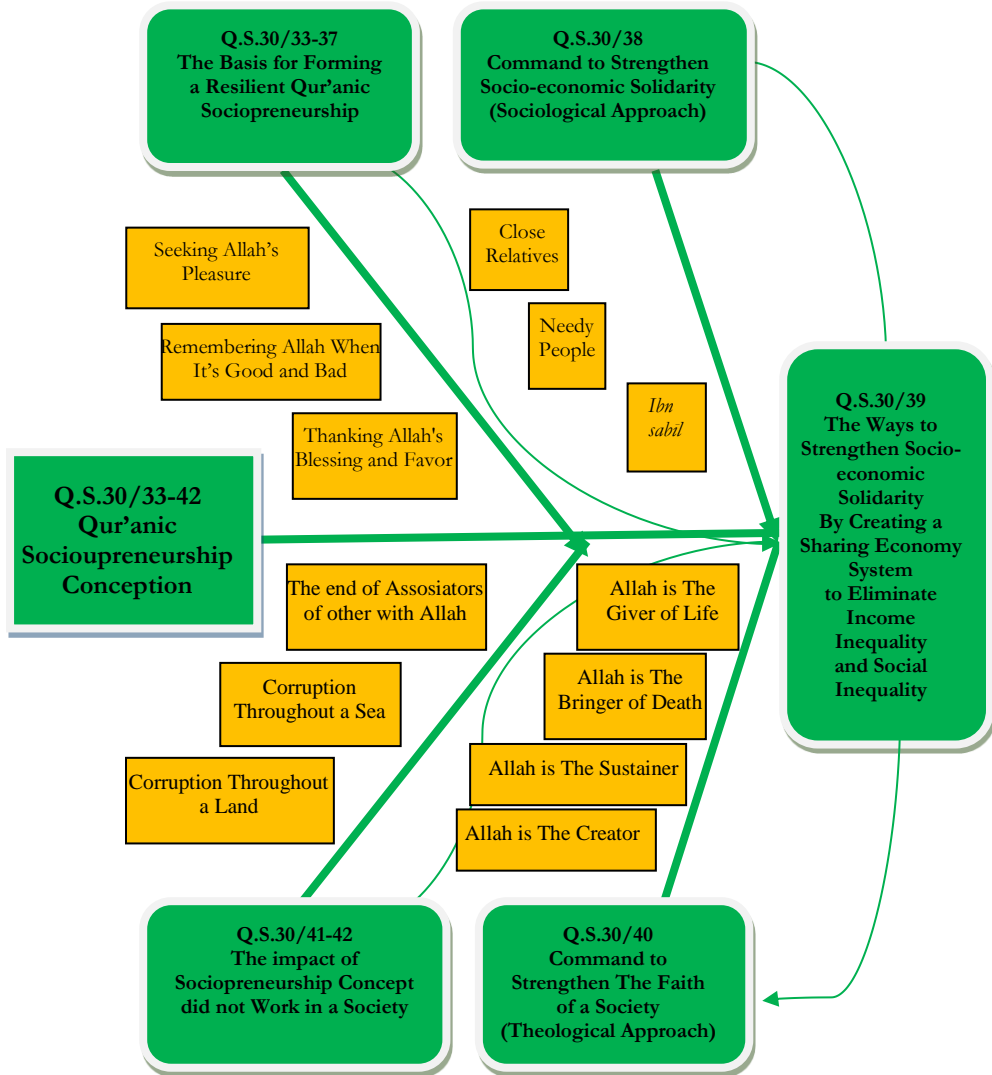 Q.S.30/33-37
The Basis for Forming
a Resilient Qur'anic
Sociopreneurship
Q.S.30/38
Command to Strengthen
Socio-economic Solidarity
(Sociological Approach)
Seeking Allah's
Pleasure
Remembering Allah When
It's Good and Bad
Thanking Allah's
Blessing and Favor
Close
Relatives
Needy
People
Ibn
sabil
Q.S.30/33-42
Qur'anic
Socioupreneurship
Conception
Q.S.30/39
The Ways to
Strengthen Socio-
economic
Solidarity
By Creating a
Sharing Economy
System
to Eliminate
Income
Inequality
and Social
Inequality
The end of Assosiators
of other with Allah
Corruption
Throughout a Sea
Corruption Throughout
a Land
Allah is The
Giver of Life
Allah is The
Bringer of Death
Allah is The Sustainer
Allah is The Creator
Q.S.30/41-42
The impact of
Sociopreneurship Concept
did not Work in a Society
Q.S.30/40
Command to
Strengthen The Faith
of a Society
(Theological Approach)